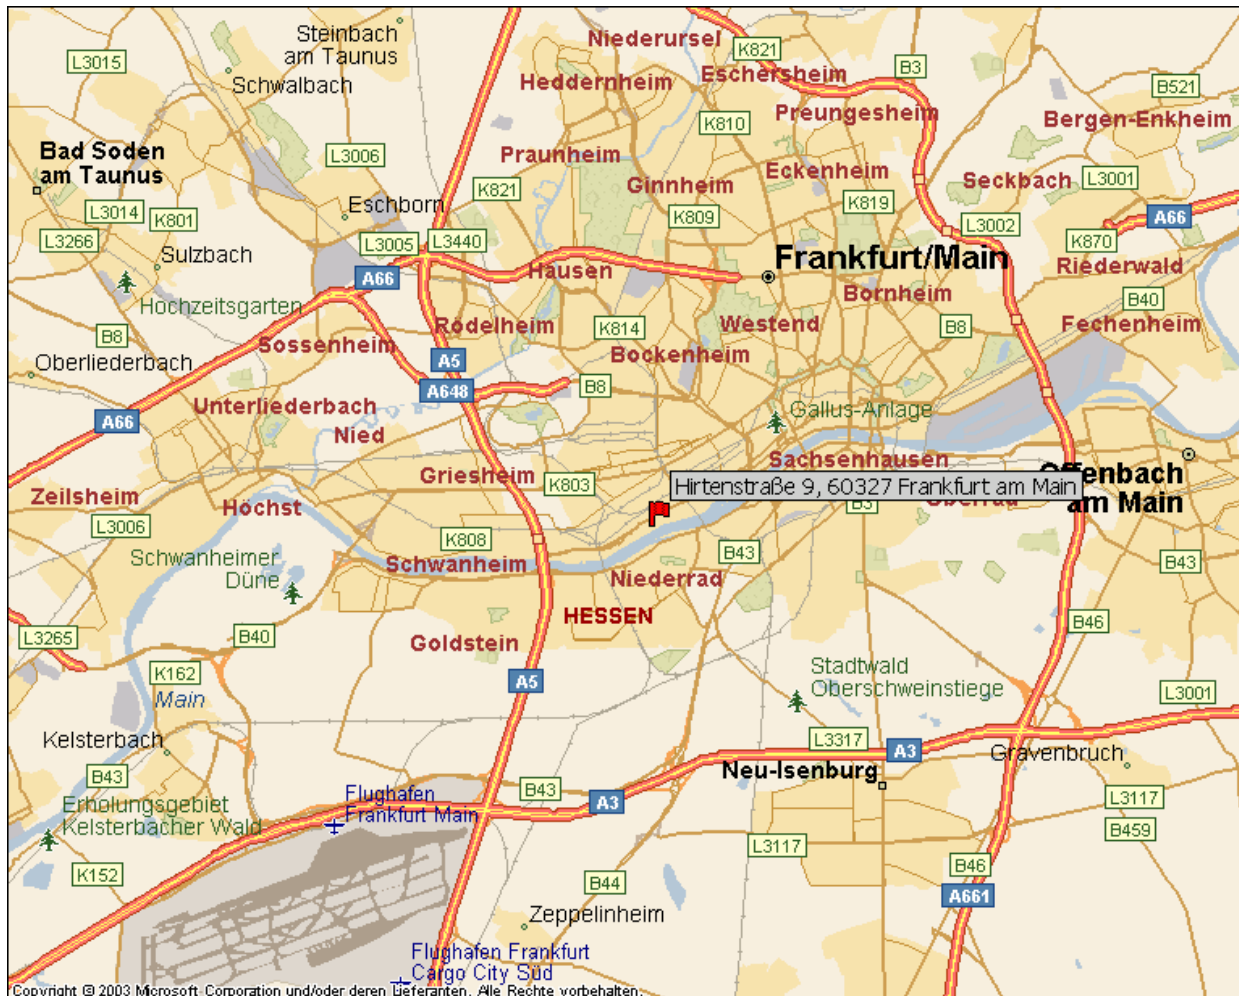 Steinbach
am Taunus
Niederursel
K821
Eschersheim
B3
L3015
Schwalbach
Heddernheim
Preungesheim
B521
Bergen-Enkheim
K810
Bad Soden
am Taunus
L3006
Praunheim
Ginnheim
Eckenheim
Seckbach
L3001
K821
K819
L3014
K801
Eschborn
K809
L3002
A66
L3266
Sulzbach
L3005
L3440
K870
Hausen
Frankfurt/Main
Riederwald
A66
Hochzeitsgarten
Bornheim
B40
B8
Rödelheim
K814
Westend
B8
Fechenheim
Sossenheim
Bockenheim
Oberliederbach
A5
A648
B8
Unterliederbach
Gallus-Anlage
A66
Nied
Sachsenhausen
Griesheim
K803
Offenbach
am Main
Zeilsheim
Hirtenstraße 9, 60327 Frankfurt am Main
Höchst
B3
Oberrad
L3006
K808
B43
Schwanheimer
Düne
Schwanheim
Niederrad
B43
HESSEN
L3265
B40
Goldstein
B46
K162
Main
A5
Stadtwald
Oberschweinstiege
L3001
Kelsterbach
L3317
A3
Gravenbruch
B43
Neu-Isenburg
Erholungsgebiet
Kelsterbacher Wald
Flughafen
Frankfurt Main
B43
A3
L3117
B459
L3117
K152
B44
B46
A661
Zeppelinheim
Flughafen Frankfurt
Cargo City Süd
Copyright © 2003 Microsoft Corporation und/oder deren Lieferanten. Alle Rechte vorbehalten.